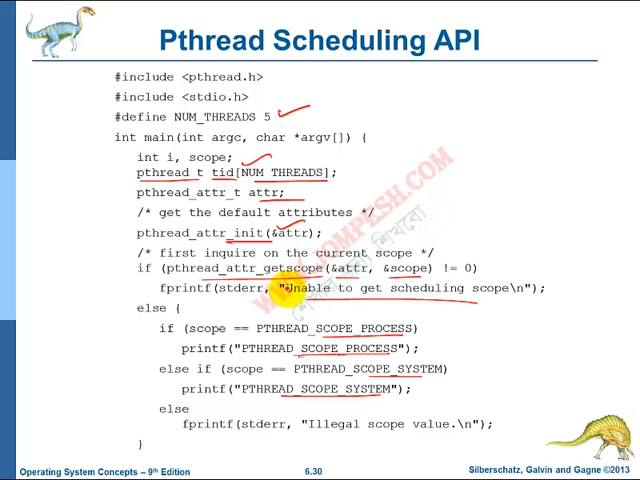 Pthread Scheduling API
#include <pthread.h>
#include <stdio.h>
#define NUM_THREADS 5
int main(int argc, char *argv[]) {
int i, scope;
pthread_t tid[NUM THREADS];
pthread_attr_t attr;
/* get the default attributes */
pthread_attr_init(&attr);
/* first inquire on the current scope */
if (pthread_attr_getscope(&attr, &scope) != 0)
fprintf(stderr, "Unable to get scheduling scope\n");
else {
if (scope == PTHREAD_SCOPE_PROCESS)
printf("PTHREAD_SCOPE_PROCESS");
else if (scope == PTHREAD_SCOPE_SYSTEM)
printf("PTHREAD_SCOPE_SYSTEM");
else
fprintf(stderr, "Illegal scope value.\n");
}
Operating System Concepts – 9th Edition
6.30
Silberschatz, Galvin and Gagne ©2013